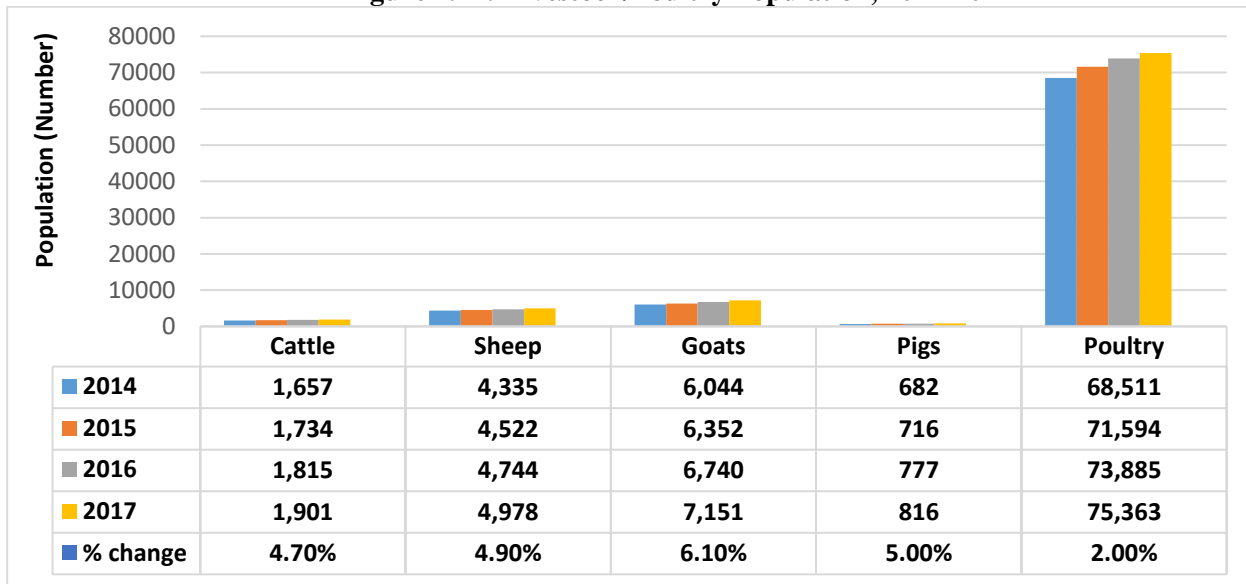 Population (Number)
80000
70000
60000
50000
40000
30000
20000
10000
0
Cattle Sheep Goats Pigs Poultry
2014 1,657 4,335 6,044 682 68,511
2015 1,734 4,522 6,352 716 71,594
2016 1,815 4,744 6,740 777 73,885
2017 1,901 4,978 7,151 816 75,363
% change 4.70% 4.90% 6.10% 5.00% 2.00%